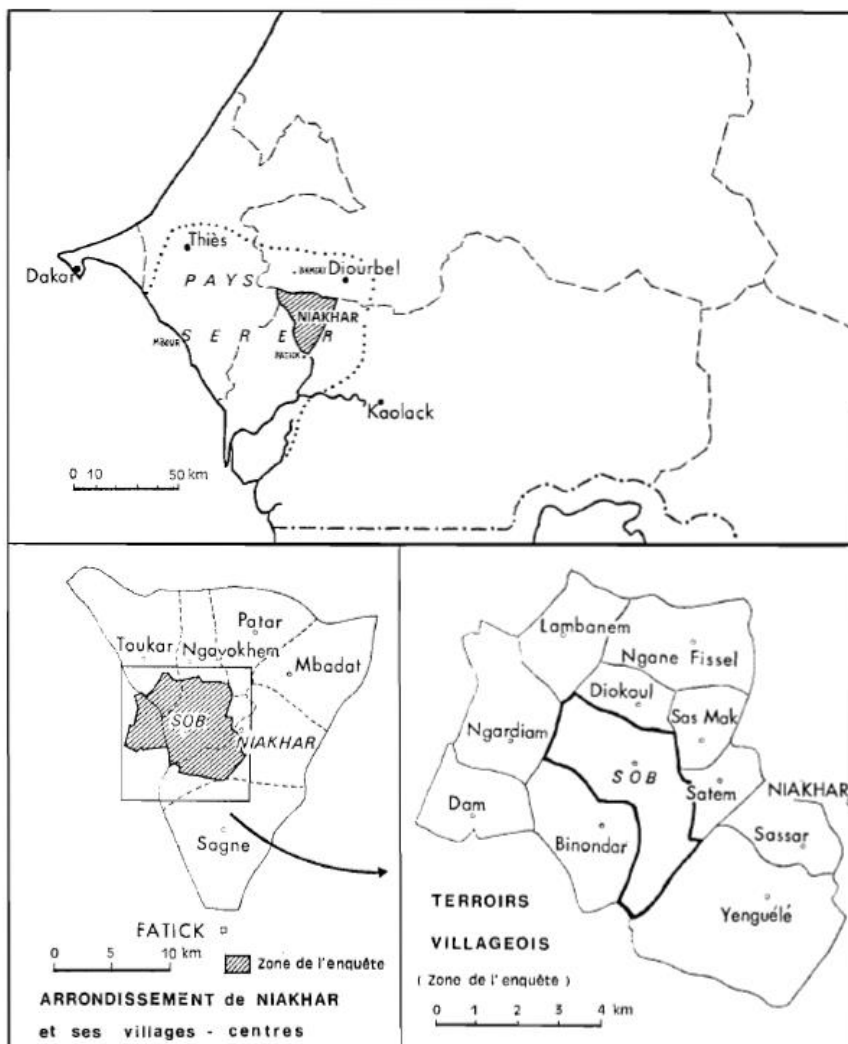 Thiès
Dakar
BAMBEY Diourbel
PAYS
NIAKHAR
MBOUR SERER
FATICK
Kaolack
0 10 50 km
Patar
Toukar Ngayokhem
Mbadat
SOB
NIAKHAR
Sagne
FATICK
0 5 10 km
Zone de l'enquête
ARRONDISSEMENT de NIAKHAR
et ses villages - centres
Lambanem
Ngane Fissel
Diokoul
Sas Mak
Ngardiam
SOB
Satem
NIAKHAR
Dam
Sassar
Binondar
Yenguélé
TERROIRS
VILLAGEOIS
( Zone de l'enquête )
0 1 2 3 4 km